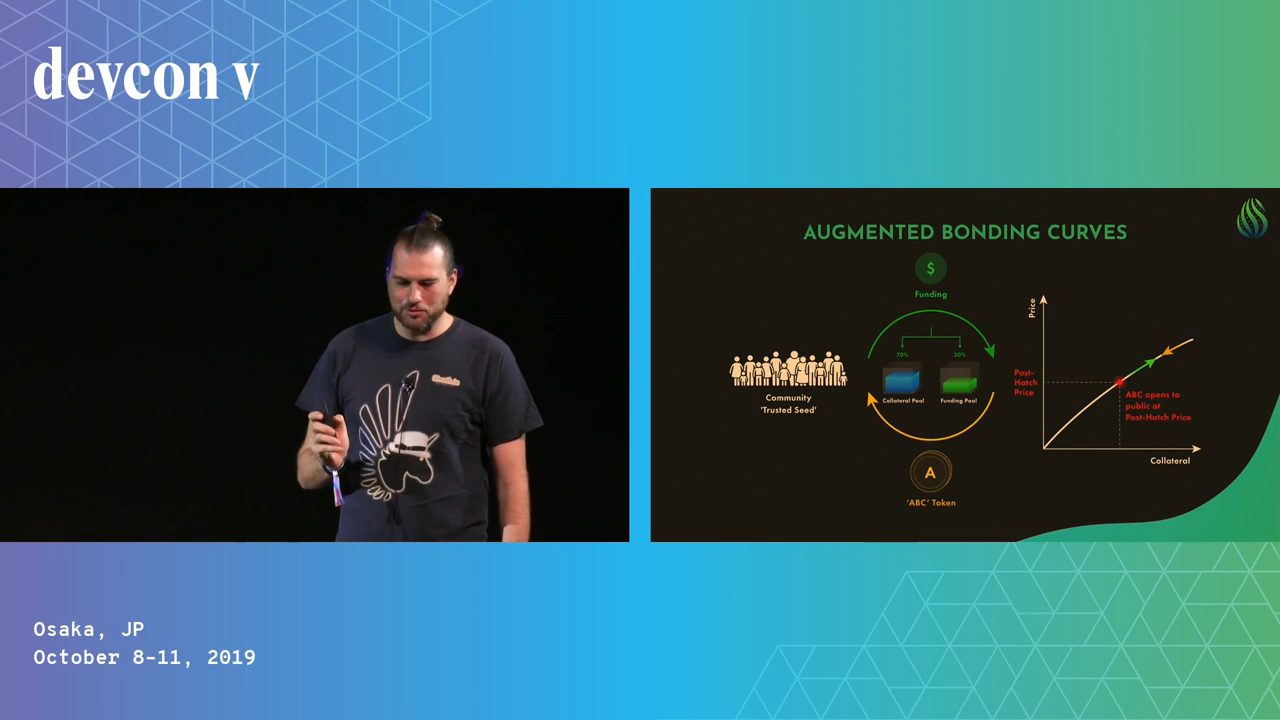 devcon v
AUGMENTED BONDING CURVES
$
Funding
70%
30%
Collateral Pool
Funding Pool
Community
'Trusted Seed'
A
'ABC' Token
Price
Post-
Hatch
Price
ABC opens to
public at
Post-Hatch Price
Collateral
Osaka, JP
October 8-11, 2019